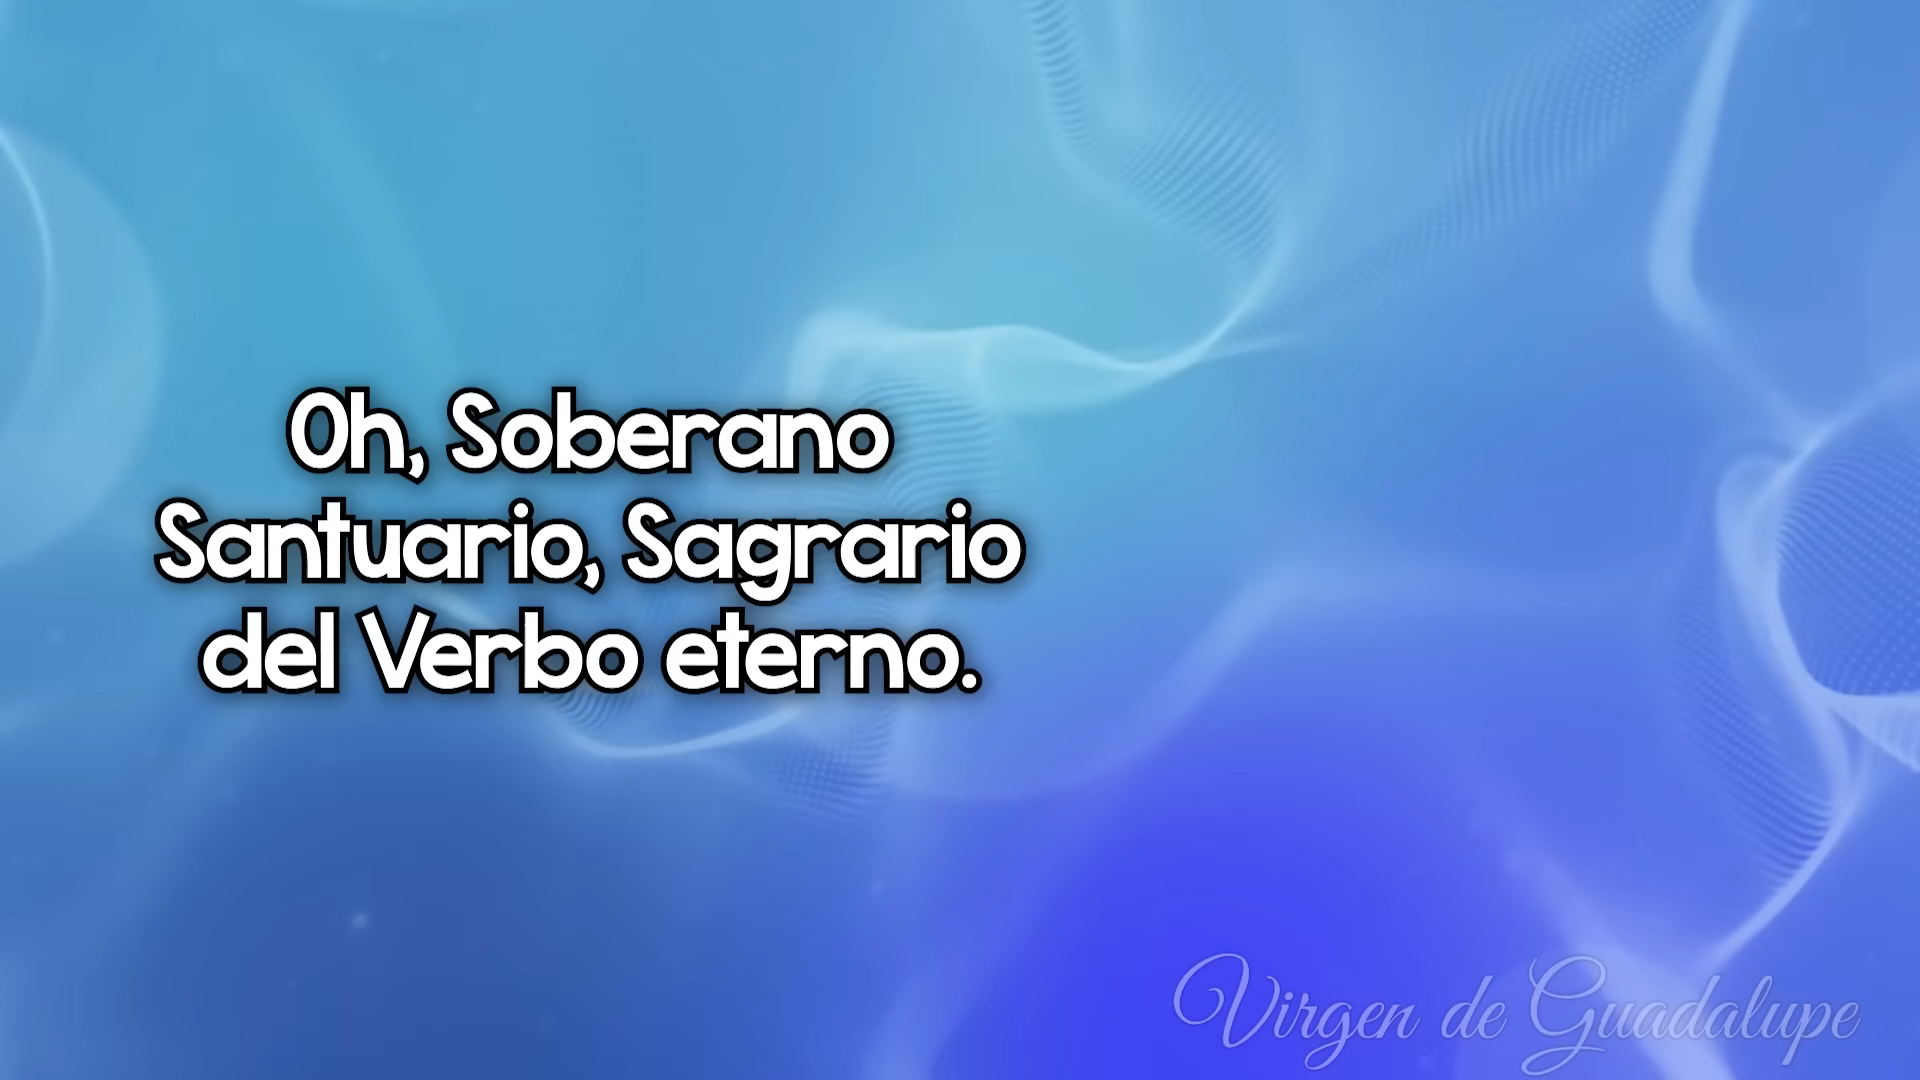 Oh, Soberano
Santuario, Sagrario
del Verbo eterno.
Virgen de Guadalupe